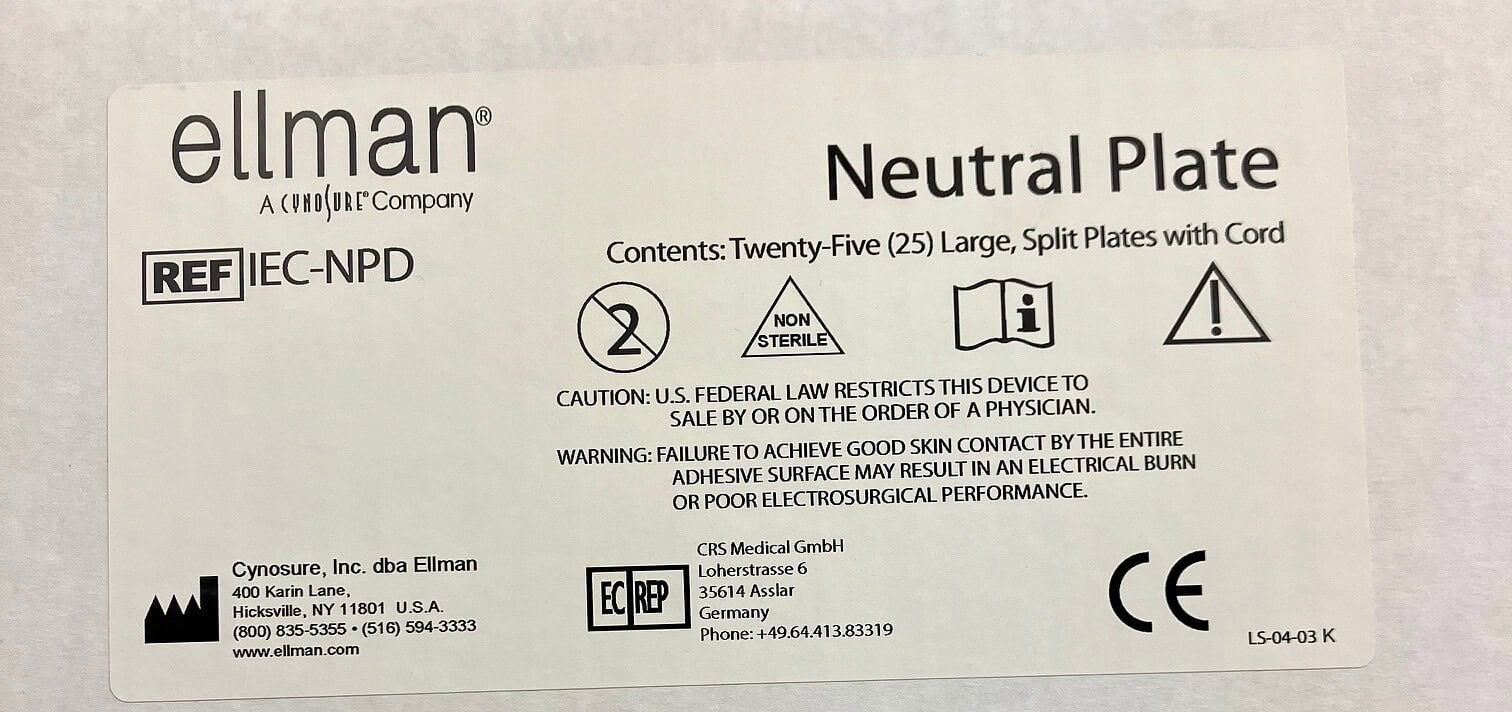 ellman®
A CYNOSURE® Company
REF IEC-NPD
Neutral Plate
Contents: Twenty-Five (25) Large, Split Plates with Cord
2
NON
STERILE
i
!
CAUTION: U.S. FEDERAL LAW RESTRICTS THIS DEVICE TO
SALE BY OR ON THE ORDER OF A PHYSICIAN.
WARNING: FAILURE TO ACHIEVE GOOD SKIN CONTACT BY THE ENTIRE
ADHESIVE SURFACE MAY RESULT IN AN ELECTRICAL BURN
OR POOR ELECTROSURGICAL PERFORMANCE.
Cynosure, Inc. dba Ellman
400 Karin Lane,
Hicksville, NY 11801 U.S.A.
(800) 835-5355 • (516) 594-3333
www.ellman.com
EC REP
CRS Medical GmbH
Loherstrasse 6
35614 Asslar
Germany
Phone: +49.64.413.83319
CE
LS-04-03 K